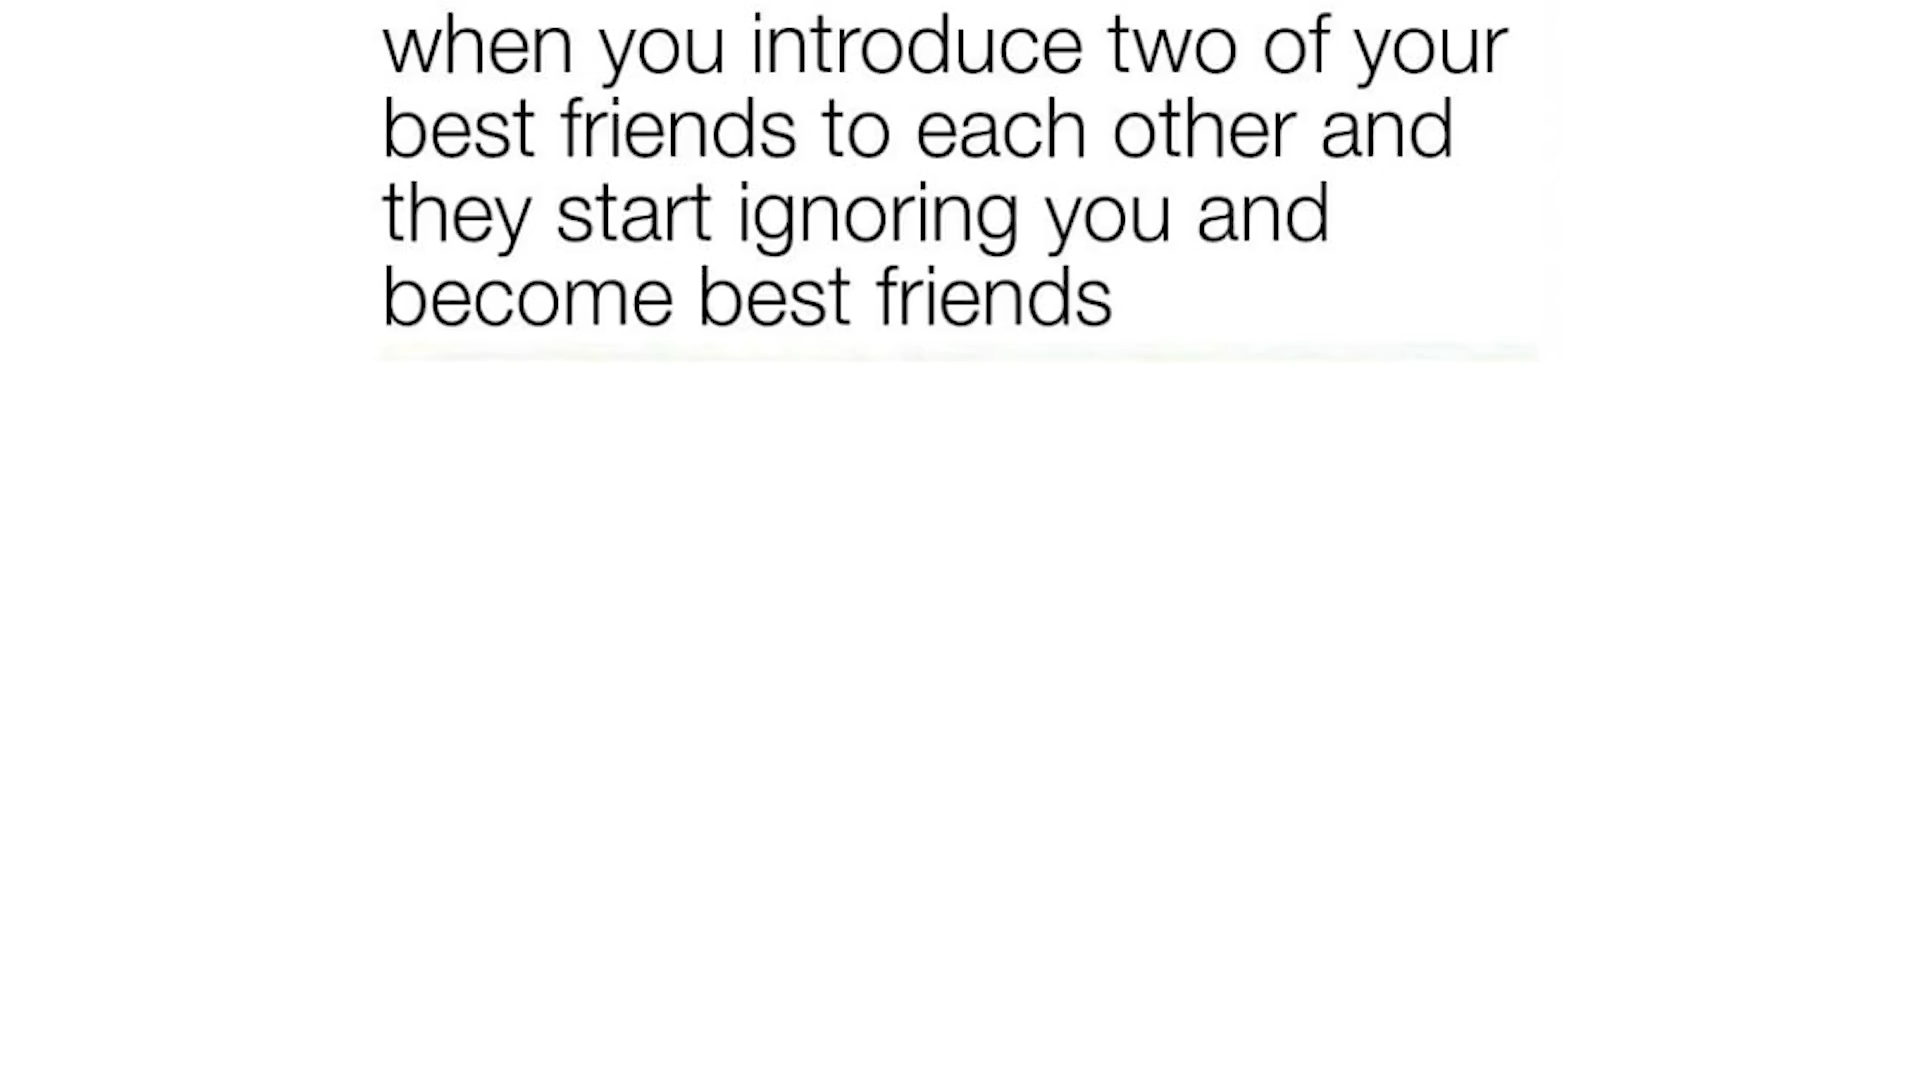 when you introduce two of your
best friends to each other and
they start ignoring you and
become best friends